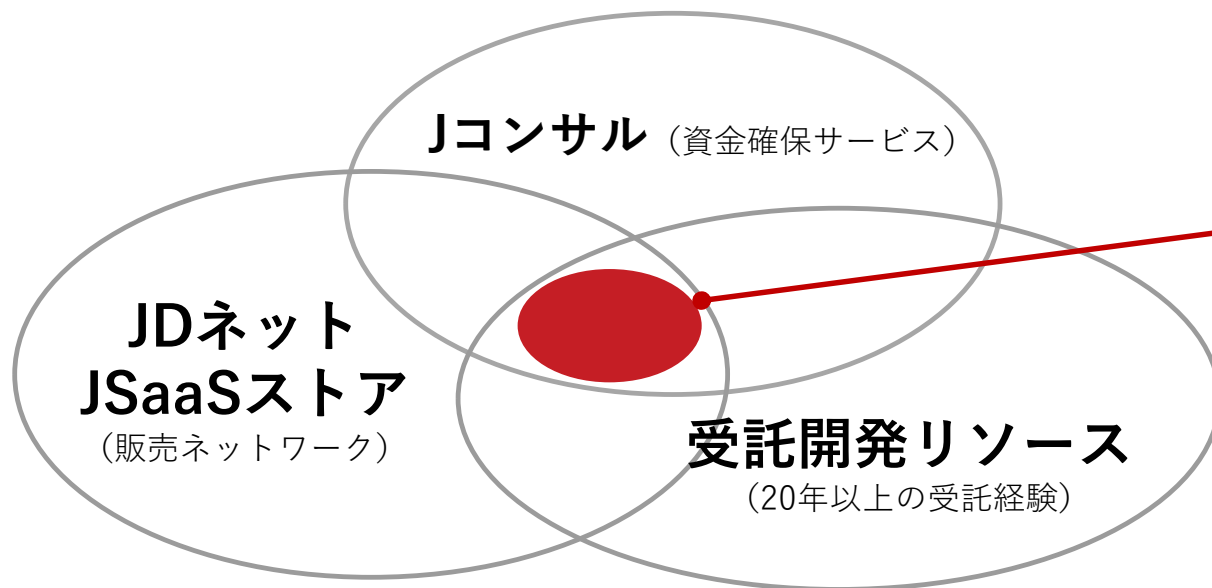 Jコンサル（資金確保サービス）
JDネット
JSaaSストア
（販売ネットワーク）
受託開発リソース
（20年以上の受託経験）